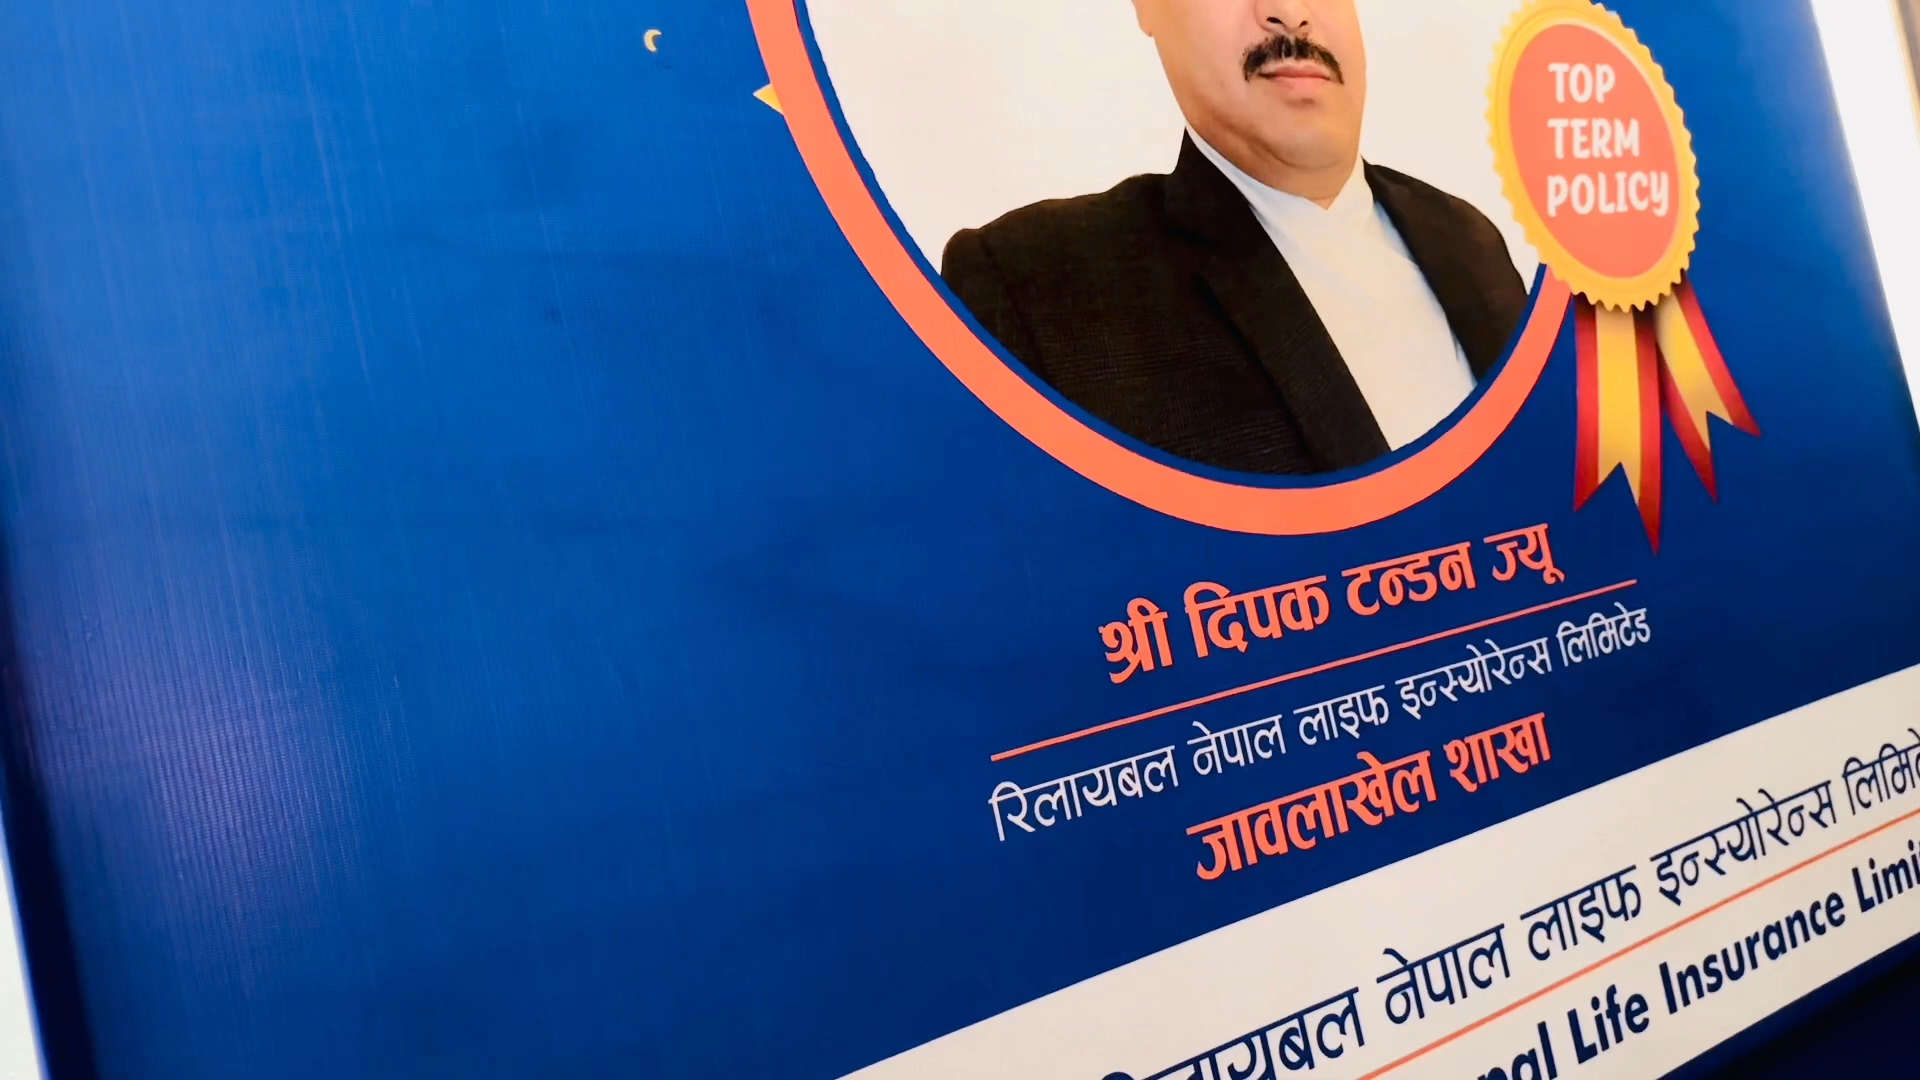 TOP
TERM
POLICY
श्री दिपक टन्डन ज्यू
रिलायबल नेपाल लाइफ इन्स्योरेन्स लिमिटेड
जावलाखेल शाखा
नेपाल लाइफ इन्स्योरेन्स
Life Insurance